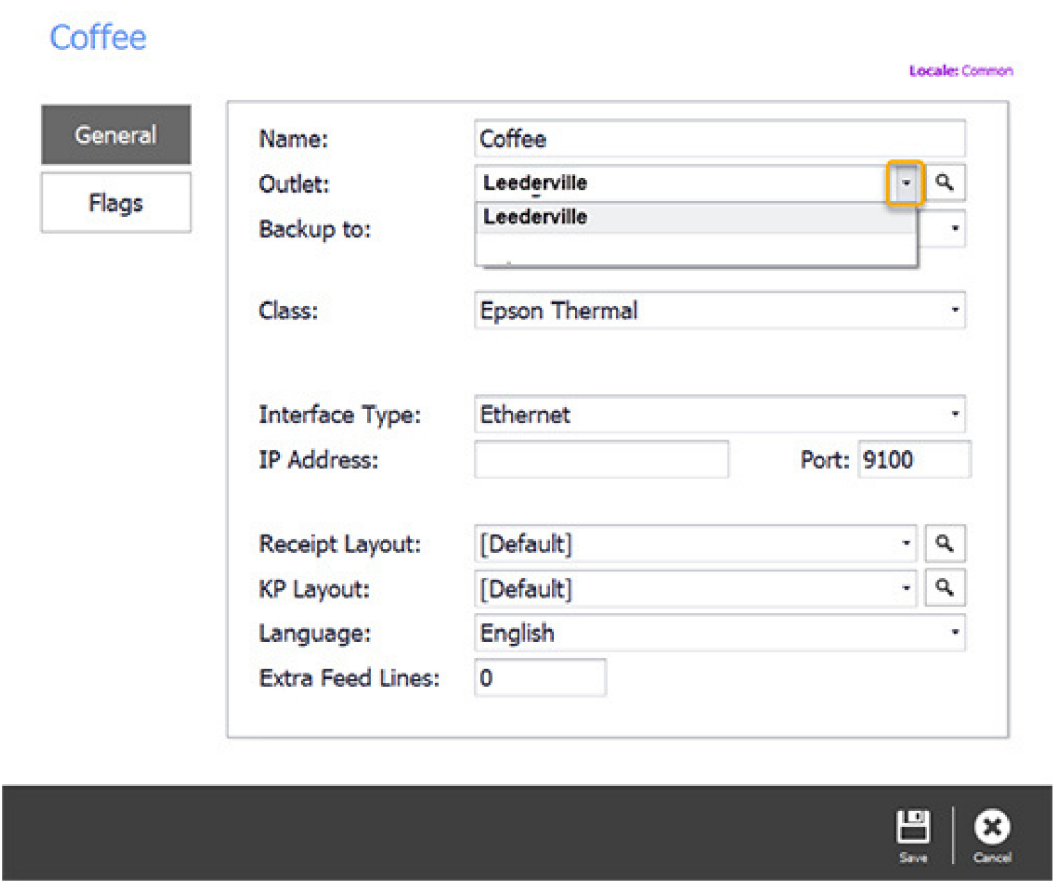 Coffee
Locale: Common
General
Flags
Name: Coffee
Outlet: Leederville
Leederville
Backup to:
Class: Epson Thermal
Interface Type: Ethernet
IP Address: Port: 9100
Receipt Layout: [Default]
KP Layout: [Default]
Language: English
Extra Feed Lines: 0
Save Cancel